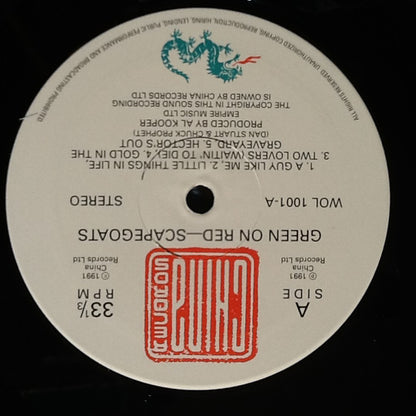 CHINA
RECORDS
SIDE
A
℗ 1991
China
Records Ltd
33⅓
RPM
© 1991
China
Records Ltd
GREEN ON RED—SCAPEGOATS
WOL 1001-A
STEREO
1. A GUY LIKE ME, 2. LITTLE THINGS IN LIFE,
3. TWO LOVERS (WAITIN' TO DIE), 4. GOLD IN THE
GRAVEYARD, 5. HECTOR'S OUT
(DAN STUART & CHUCK PROPHET)
PRODUCED BY AL KOOPER
EMPIRE MUSIC LTD
THE COPYRIGHT IN THIS SOUND RECORDING
IS OWNED BY CHINA RECORDS LTD
ALL RIGHTS RESERVED. UNAUTHORIZED COPYING, REPRODUCTION, HIRING, LENDING, PUBLIC PERFORMANCE AND BROADCASTING PROHIBITED.